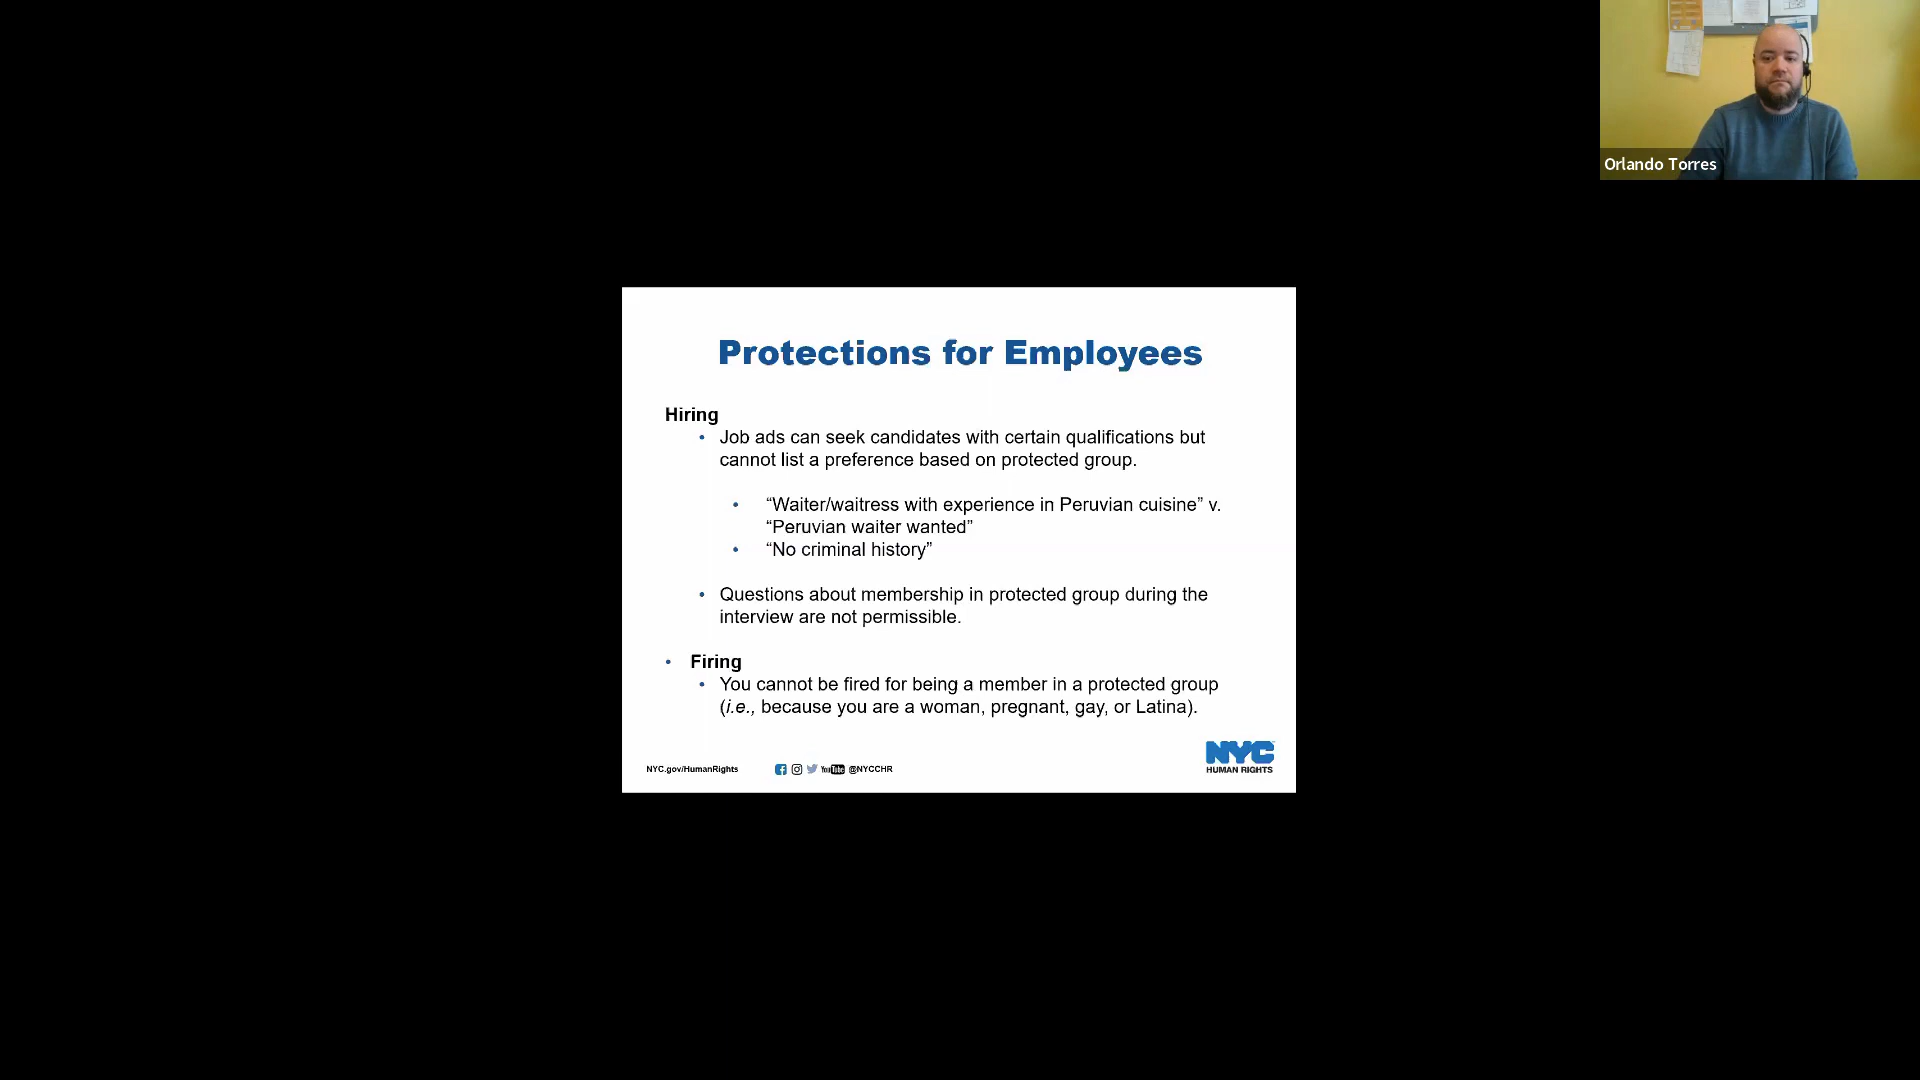 Orlando Torres
Protections for Employees
Hiring
• Job ads can seek candidates with certain qualifications but
cannot list a preference based on protected group.
• “Waiter/waitress with experience in Peruvian cuisine” v.
“Peruvian waiter wanted”
• “No criminal history”
• Questions about membership in protected group during the
interview are not permissible.
• Firing
• You cannot be fired for being a member in a protected group
(i.e., because you are a woman, pregnant, gay, or Latina).
NYC.gov/HumanRights
YouTube @NYCCHR
NYC
HUMAN RIGHTS